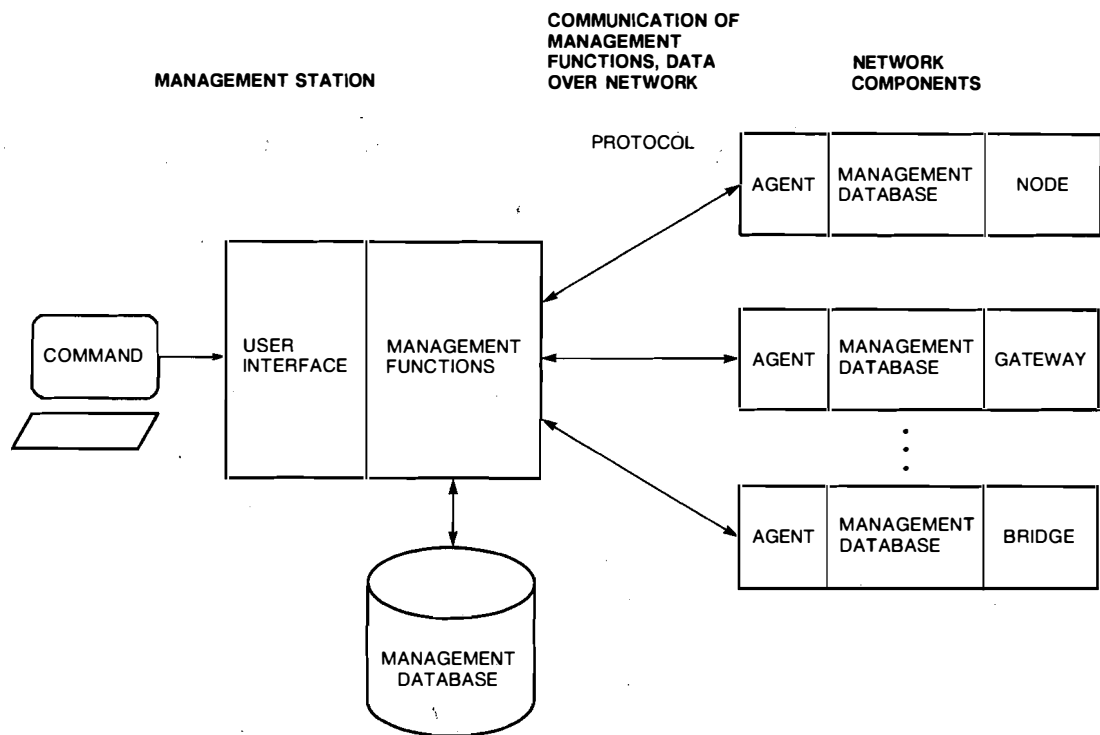 COMMUNICATION OF
MANAGEMENT
FUNCTIONS, DATA
OVER NETWORK
MANAGEMENT STATION
NETWORK
COMPONENTS
PROTOCOL
AGENT
MANAGEMENT
DATABASE
NODE
COMMAND
USER
INTERFACE
MANAGEMENT
FUNCTIONS
AGENT
MANAGEMENT
DATABASE
GATEWAY
AGENT
MANAGEMENT
DATABASE
BRIDGE
MANAGEMENT
DATABASE